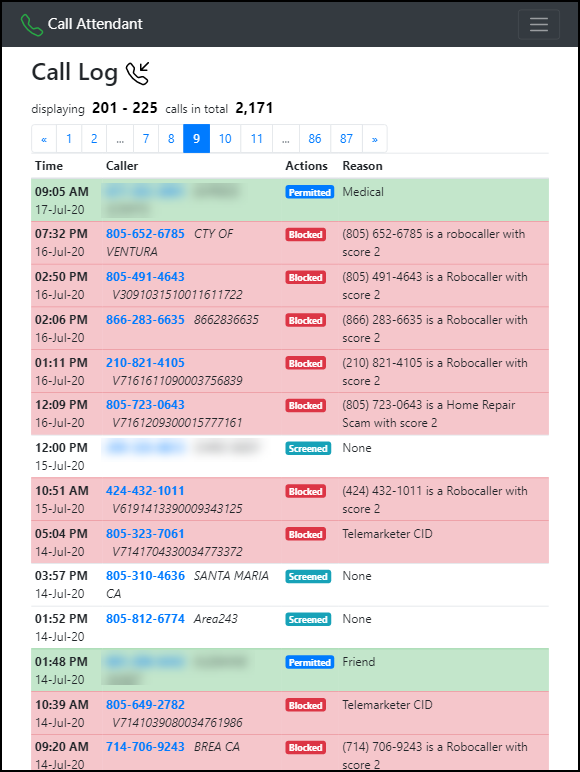 Call Attendant
Call Log
displaying 201 - 225 calls in total 2,171
« 1 2 ... 7 8 9 10 11 ... 86 87 »
Time Caller Actions Reason
09:05 AM Permitted Medical
17-Jul-20
07:32 PM 805-652-6785 CTY OF Blocked (805) 652-6785 is a robocaller with
16-Jul-20 VENTURA score 2
02:50 PM 805-491-4643 Blocked (805) 491-4643 is a Robocaller with
16-Jul-20 V3091031510011611722 score 2
02:06 PM 866-283-6635 8662836635 Blocked (866) 283-6635 is a Robocaller with
16-Jul-20 score 2
01:11 PM 210-821-4105 Blocked (210) 821-4105 is a Robocaller with
16-Jul-20 V7161611090003756839 score 2
12:09 PM 805-723-0643 Blocked (805) 723-0643 is a Home Repair
16-Jul-20 V7161209300015777161 Scam with score 2
12:00 PM Screened None
15-Jul-20
10:51 AM 424-432-1011 Blocked (424) 432-1011 is a Robocaller with
15-Jul-20 V6191413390009343125 score 2
05:04 PM 805-323-7061 Blocked Telemarketer CID
14-Jul-20 V7141704330034773372
03:57 PM 805-310-4636 SANTA MARIA Screened None
14-Jul-20 CA
01:52 PM 805-812-6774 Area243 Screened None
14-Jul-20
01:48 PM Permitted Friend
14-Jul-20
10:39 AM 805-649-2782 Blocked Telemarketer CID
14-Jul-20 V7141039080034761986
09:20 AM 714-706-9243 BREA CA Blocked (714) 706-9243 is a Robocaller with
14-Jul-20 score 2